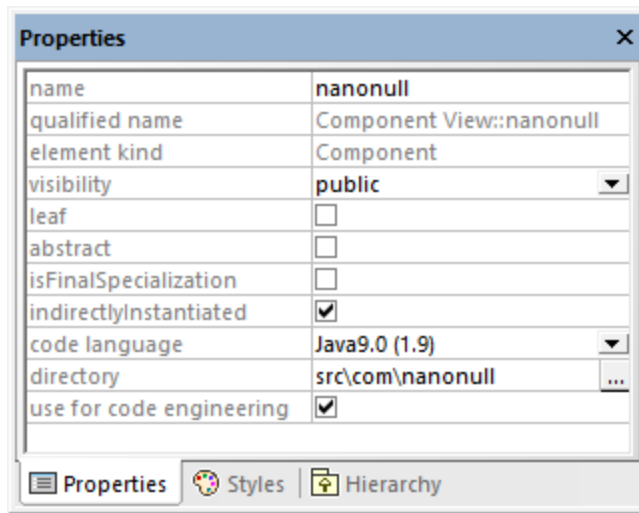 Properties
name nanonull
qualified name Component View::nanonull
element kind Component
visibility public
leaf
abstract
isFinalSpecialization
indirectlyInstantiated
code language Java9.0 (1.9)
directory src\com\nanonull ...
use for code engineering
Properties Styles Hierarchy